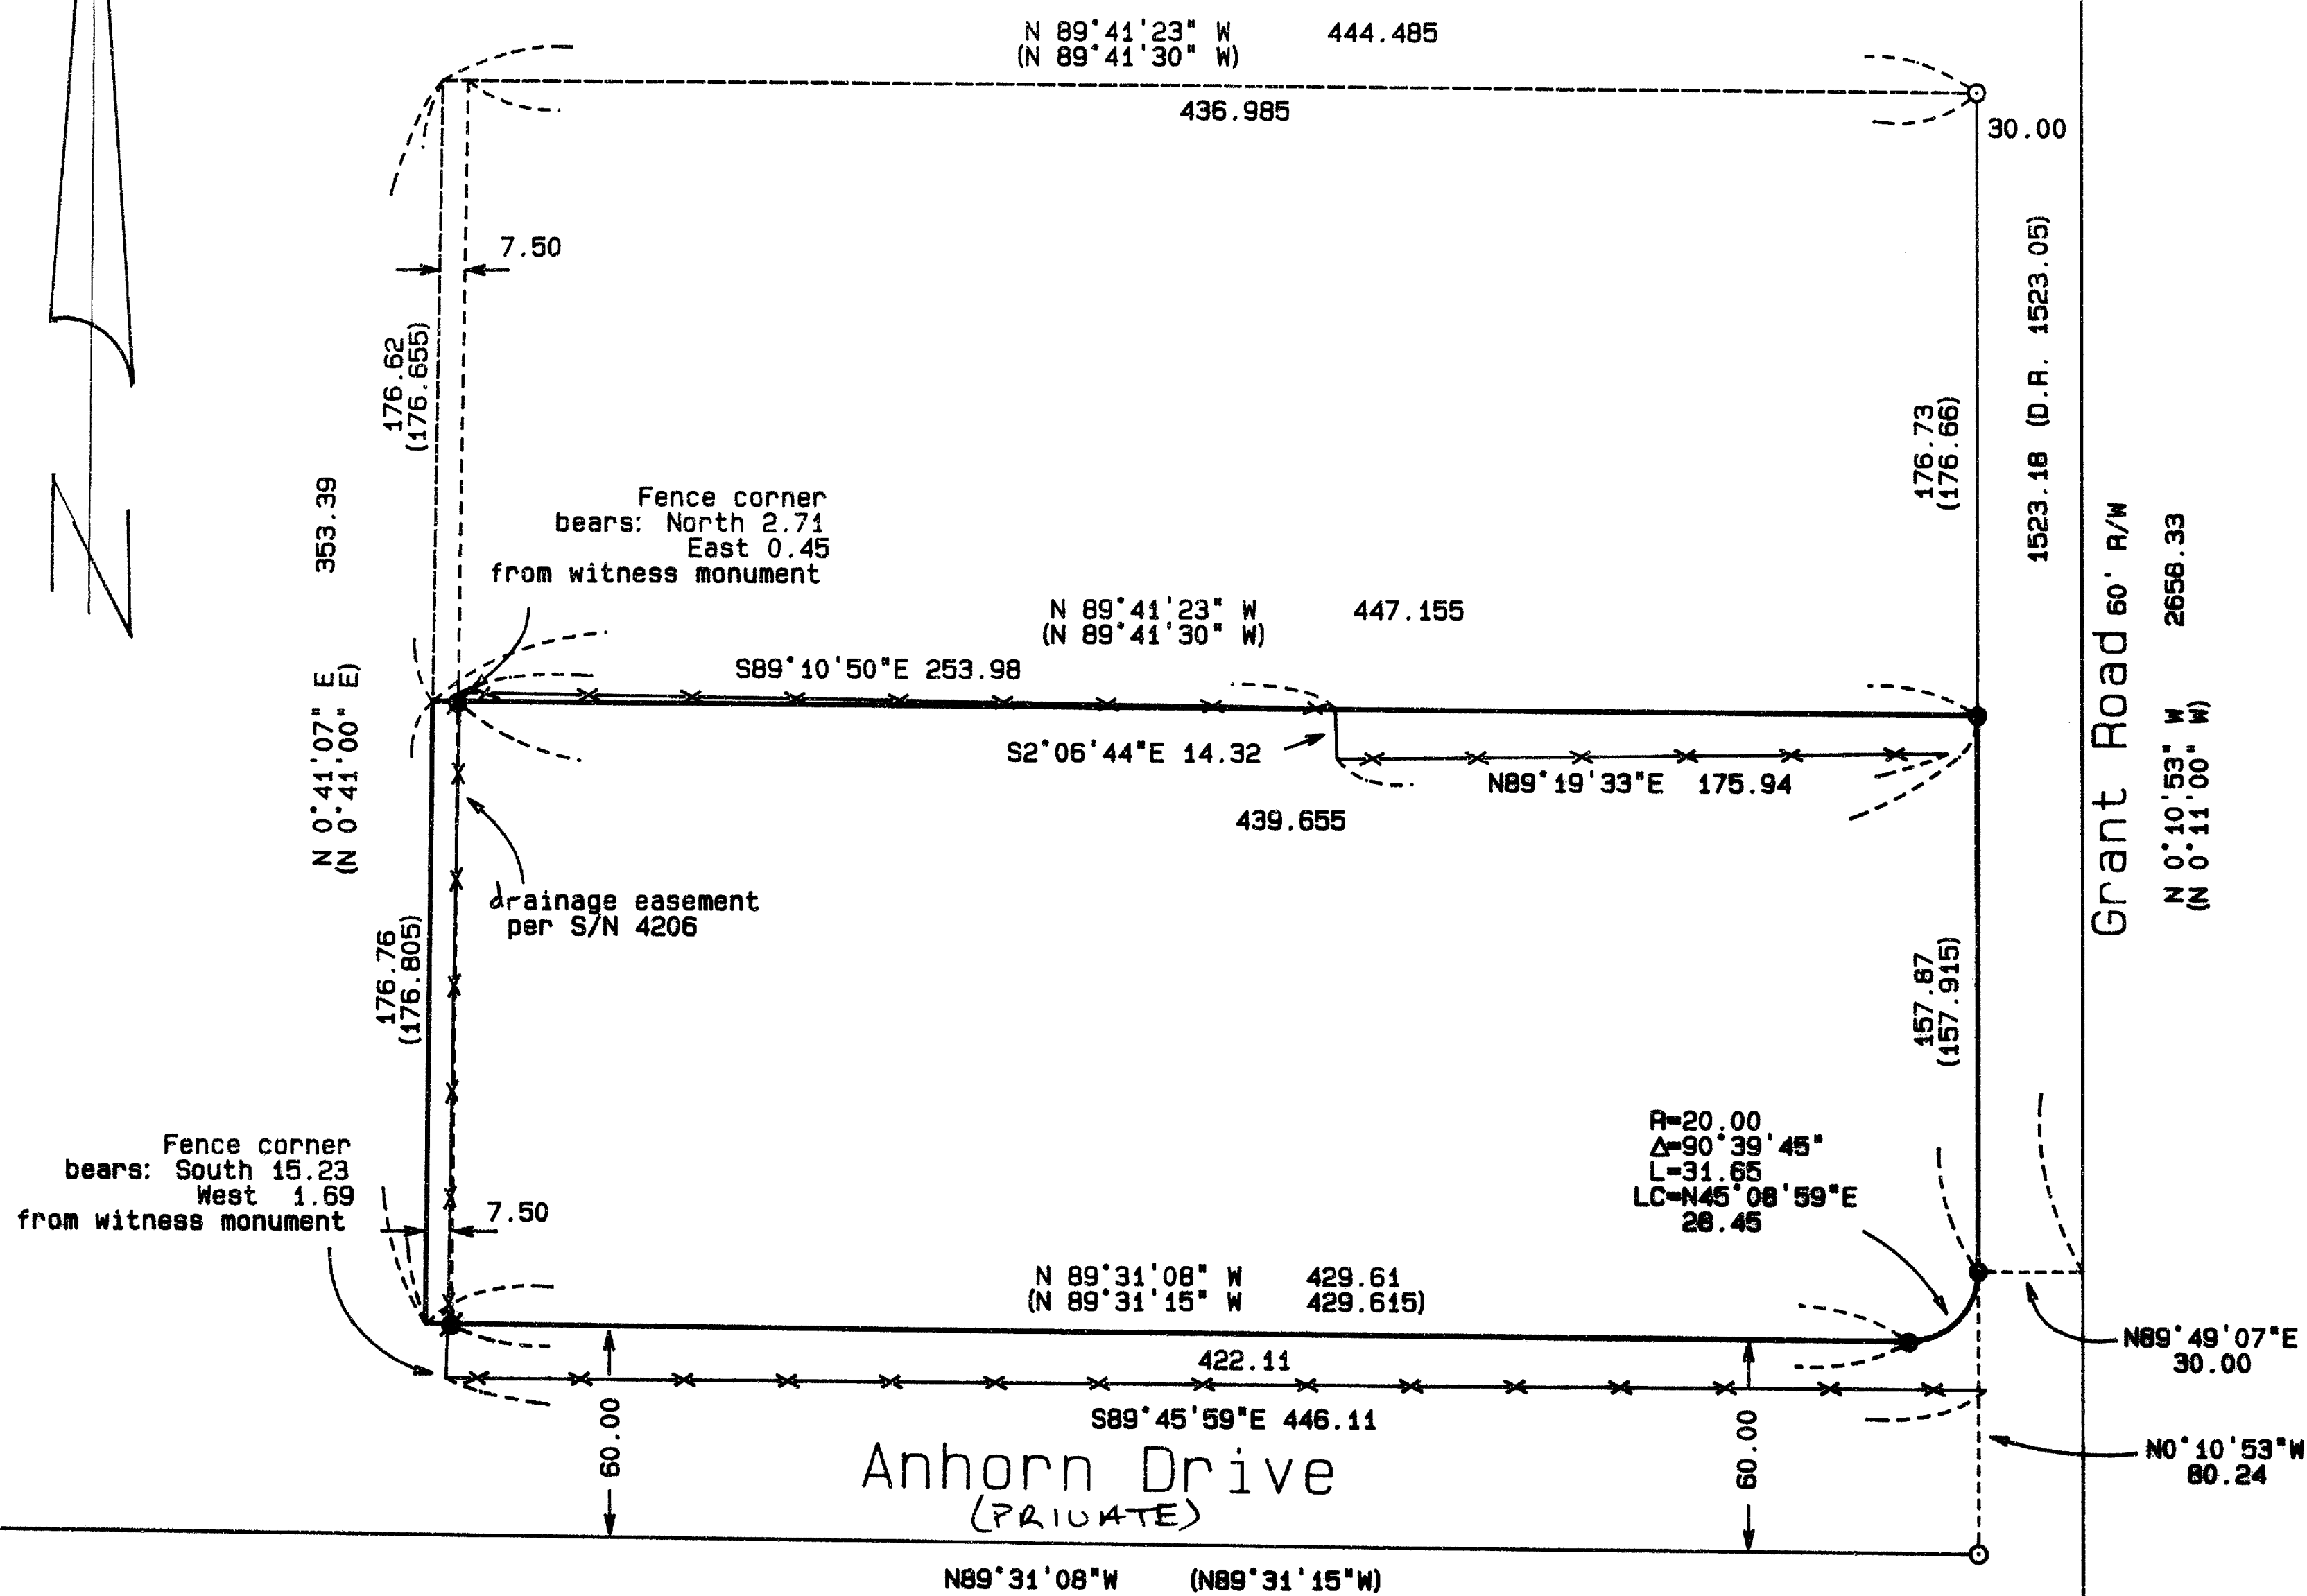 N 89°41'23" W 444.485
(N 89°41'30" W)
436.985
30.00
7.50
1523.18 (D.R. 1523.05)
176.62
(176.655)
176.73
(176.66)
353.39
N 0°41'07" E
(N 0°41'00" E)
Fence corner
bears: North 2.71
East 0.45
from witness monument
N 89°41'23" W 447.155
(N 89°41'30" W)
S89°10'50"E 253.98
S2°06'44"E 14.32
N89°19'33"E 175.94
439.655
Grant Road 60' R/W
N 0°10'53" W 2658.33
(N 0°11'00" W)
drainage easement
per S/N 4206
176.76
(176.805)
157.87
(157.915)
R=20.00
Δ=90°39'45"
L=31.65
LC=N45°08'59"E
28.45
Fence corner
bears: South 15.23
West 1.69
from witness monument
7.50
N 89°31'08" W 429.61
(N 89°31'15" W 429.615)
422.11
N89°49'07"E
30.00
S89°45'59"E 446.11
60.00
60.00
Anhorn Drive
(PRIVATE)
N0°10'53"W
80.24
N89°31'08"W (N89°31'15"W)